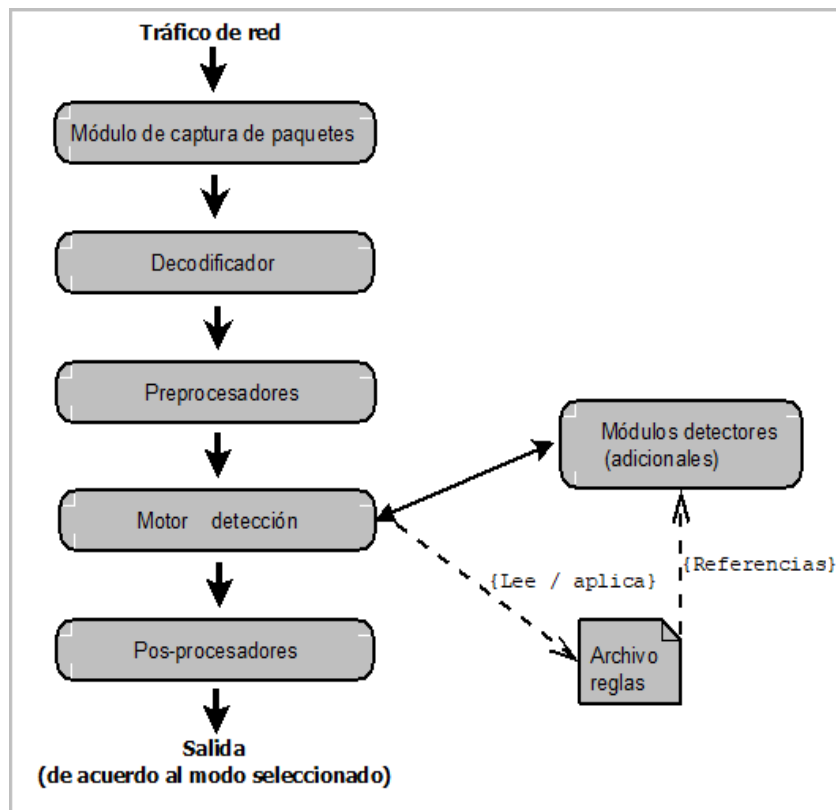 Tráfico de red
Módulo de captura de paquetes
Decodificador
Preprocesadores
Módulos detectores
(adicionales)
Motor detección
{Lee / aplica}
{Referencias}
Archivo
reglas
Pos-procesadores
Salida
(de acuerdo al modo seleccionado)